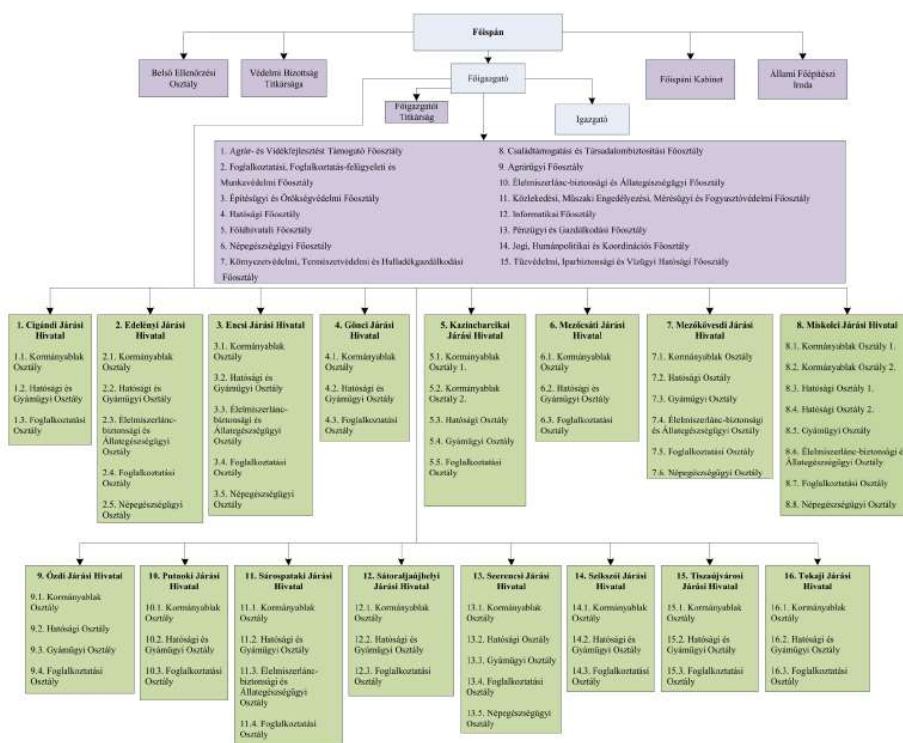 Főispán
Belső Ellenőrzési
Osztály
Védelmi Bizottság
Titkársága
Főigazgató
Főispáni Kabinet
Állami Főépítészi
Iroda
Főigazgatói
Titkárság
Igazgató
1. Agrár- és Vidékfejlesztést Támogató Főosztály
2. Foglalkoztatási, Foglalkoztatás-felügyeleti és
Munkavédelmi Főosztály
3. Építésügyi és Örökségvédelmi Főosztály
4. Hatósági Főosztály
5. Földhivatali Főosztály
6. Népegészségügyi Főosztály
7. Környezetvédelmi, Természetvédelmi és Hulladékgazdálkodási
Főosztály
8. Családtámogatási és Társadalombiztosítási Főosztály
9. Agrárügyi Főosztály
10. Élelmiszerlánc-biztonsági és Állategészségügyi Főosztály
11. Közlekedési, Műszaki Engedélyezési, Mérésügyi és Fogyasztóvédelmi Főosztály
12. Informatikai Főosztály
13. Pénzügyi és Gazdálkodási Főosztály
14. Jogi, Humánpolitikai és Koordinációs Főosztály
15. Tűzvédelmi, Iparbiztonsági és Vízügyi Hatósági Főosztály
1. Cigándi Járási
Hivatal
1.1. Kormányablak
Osztály
1.2. Hatósági és
Gyámügyi Osztály
1.3. Foglalkoztatási
Osztály
2. Edelényi Járási
Hivatal
2.1. Kormányablak
Osztály
2.2. Hatósági és
Gyámügyi Osztály
2.3. Élelmiszerlánc-
biztonsági és
Állategészségügyi
Osztály
2.4. Foglalkoztatási
Osztály
2.5. Népegészségügyi
Osztály
3. Encsi Járási Hivatal
3.1. Kormányablak
Osztály
3.2. Hatósági és
Gyámügyi Osztály
3.3. Élelmiszerlánc-
biztonsági és
Állategészségügyi
Osztály
3.4. Foglalkoztatási
Osztály
3.5. Népegészségügyi
Osztály
4. Gönci Járási
Hivatal
4.1. Kormányablak
Osztály
4.2. Hatósági és
Gyámügyi Osztály
4.3. Foglalkoztatási
Osztály
5. Kazincbarcikai
Járási Hivatal
5.1. Kormányablak
Osztály 1.
5.2. Kormányablak
Osztály 2.
5.3. Hatósági Osztály
5.4. Gyámügyi Osztály
5.5. Foglalkoztatási
Osztály
6. Mezőcsáti Járási
Hivatal
6.1. Kormányablak
Osztály
6.2. Hatósági és
Gyámügyi Osztály
6.3. Foglalkoztatási
Osztály
7. Mezőkövesdi Járási
Hivatal
7.1. Kormányablak Osztály
7.2. Hatósági Osztály
7.3. Gyámügyi Osztály
7.4. Élelmiszerlánc-biztonsági
és Állategészségügyi Osztály
7.5. Foglalkoztatási Osztály
7.6. Népegészségügyi Osztály
8. Miskolci Járási Hivatal
8.1. Kormányablak Osztály 1.
8.2. Kormányablak Osztály 2.
8.3. Hatósági Osztály 1.
8.4. Hatósági Osztály 2.
8.5. Gyámügyi Osztály
8.6. Élelmiszerlánc-biztonsági és
Állategészségügyi Osztály
8.7. Foglalkoztatási Osztály
8.8. Népegészségügyi Osztály
9. Ózdi Járási Hivatal
9.1. Kormányablak
Osztály
9.2. Hatósági Osztály
9.3. Gyámügyi Osztály
9.4. Foglalkoztatási
Osztály
10. Putnoki Járási
Hivatal
10.1. Kormányablak
Osztály
10.2. Hatósági és
Gyámügyi Osztály
10.3. Foglalkoztatási
Osztály
11. Sárospataki Járási
Hivatal
11.1. Kormányablak
Osztály
11.2. Hatósági és
Gyámügyi Osztály
11.3. Élelmiszerlánc-
biztonsági és
Állategészségügyi
Osztály
11.4. Foglalkoztatási
Osztály
12. Sátoraljaújhelyi
Járási Hivatal
12.1. Kormányablak
Osztály
12.2. Hatósági és
Gyámügyi Osztály
12.3. Foglalkoztatási
Osztály
13. Szerencsi Járási
Hivatal
13.1. Kormányablak
Osztály
13.2. Hatósági Osztály
13.3. Gyámügyi Osztály
13.4.
Foglalkoztatási
Osztály
13.5. Népegészségügyi
Osztály
14. Szikszói Járási
Hivatal
14.1. Kormányablak
Osztály
14.2. Hatósági és
Gyámügyi Osztály
14.3. Foglalkoztatási
Osztály
15. Tiszaújvárosi
Járási Hivatal
15.1. Kormányablak
Osztály
15.2. Hatósági és
Gyámügyi Osztály
15.3. Foglalkoztatási
Osztály
16. Tokaji Járási
Hivatal
16.1. Kormányablak
Osztály
16.2. Hatósági és
Gyámügyi Osztály
16.3. Foglalkoztatási
Osztály